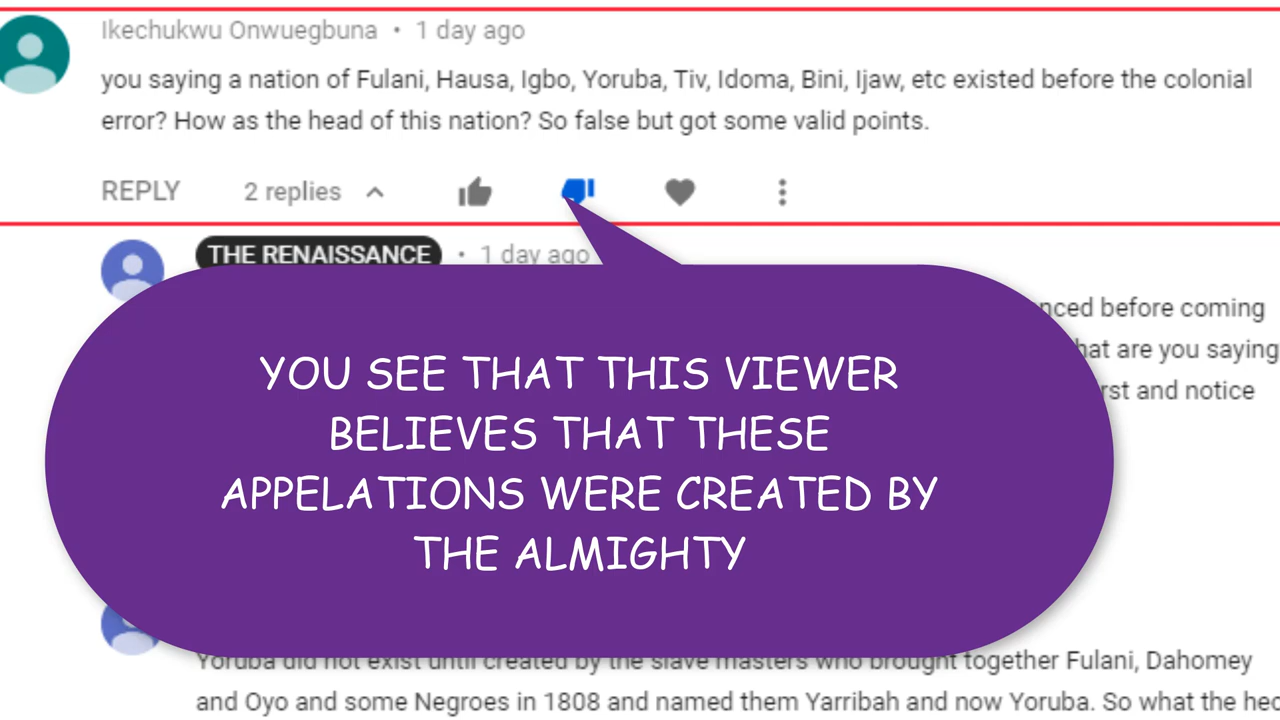 Ikechukwu Onwuegbuna • 1 day ago
you saying a nation of Fulani, Hausa, Igbo, Yoruba, Tiv, Idoma, Bini, Ijaw, etc existed before the colonial
error? How as the head of this nation? So false but got some valid points.
REPLY 2 replies
THE RENAISSANCE • 1 day ago
before coming
are you saying
and notice
YOU SEE THAT THIS VIEWER
BELIEVES THAT THESE
APPELATIONS WERE CREATED BY
THE ALMIGHTY
Yoruba did not exist until created by the slave masters who brought together Fulani, Dahomey
and Oyo and some Negroes in 1808 and named them Yarribah and now Yoruba. So what the